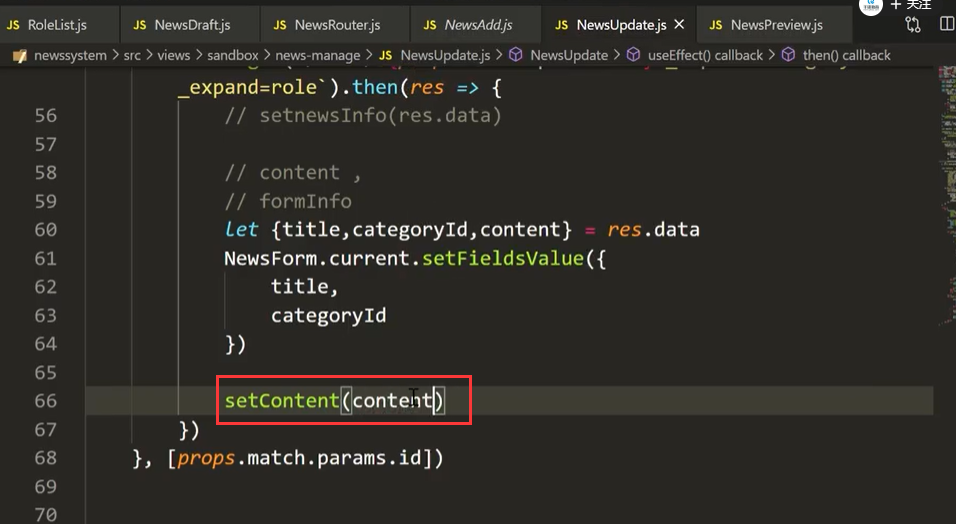 + 关注
JS RoleList.js JS NewsDraft.js JS NewsRouter.js JS NewsAdd.js JS NewsUpdate.js × JS NewsPreview.js
newssystem > src > views > sandbox > news-manage > JS NewsUpdate.js > NewsUpdate > useEffect() callback > then() callback
_expand=role`).then(res => {
56 // setnewsInfo(res.data)
57
58 // content ,
59 // formInfo
60 let {title,categoryId,content} = res.data
61 NewsForm.current.setFieldsValue({
62 title,
63 categoryId
64 })
65
66 setContent(content)
67 })
68 }, [props.match.params.id])
69
70